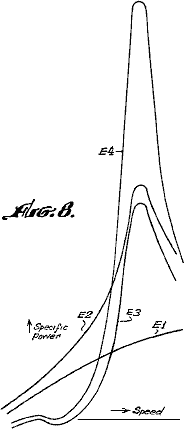 E4
FIG. 8.
E2
Specific
power
E3
E1
Speed